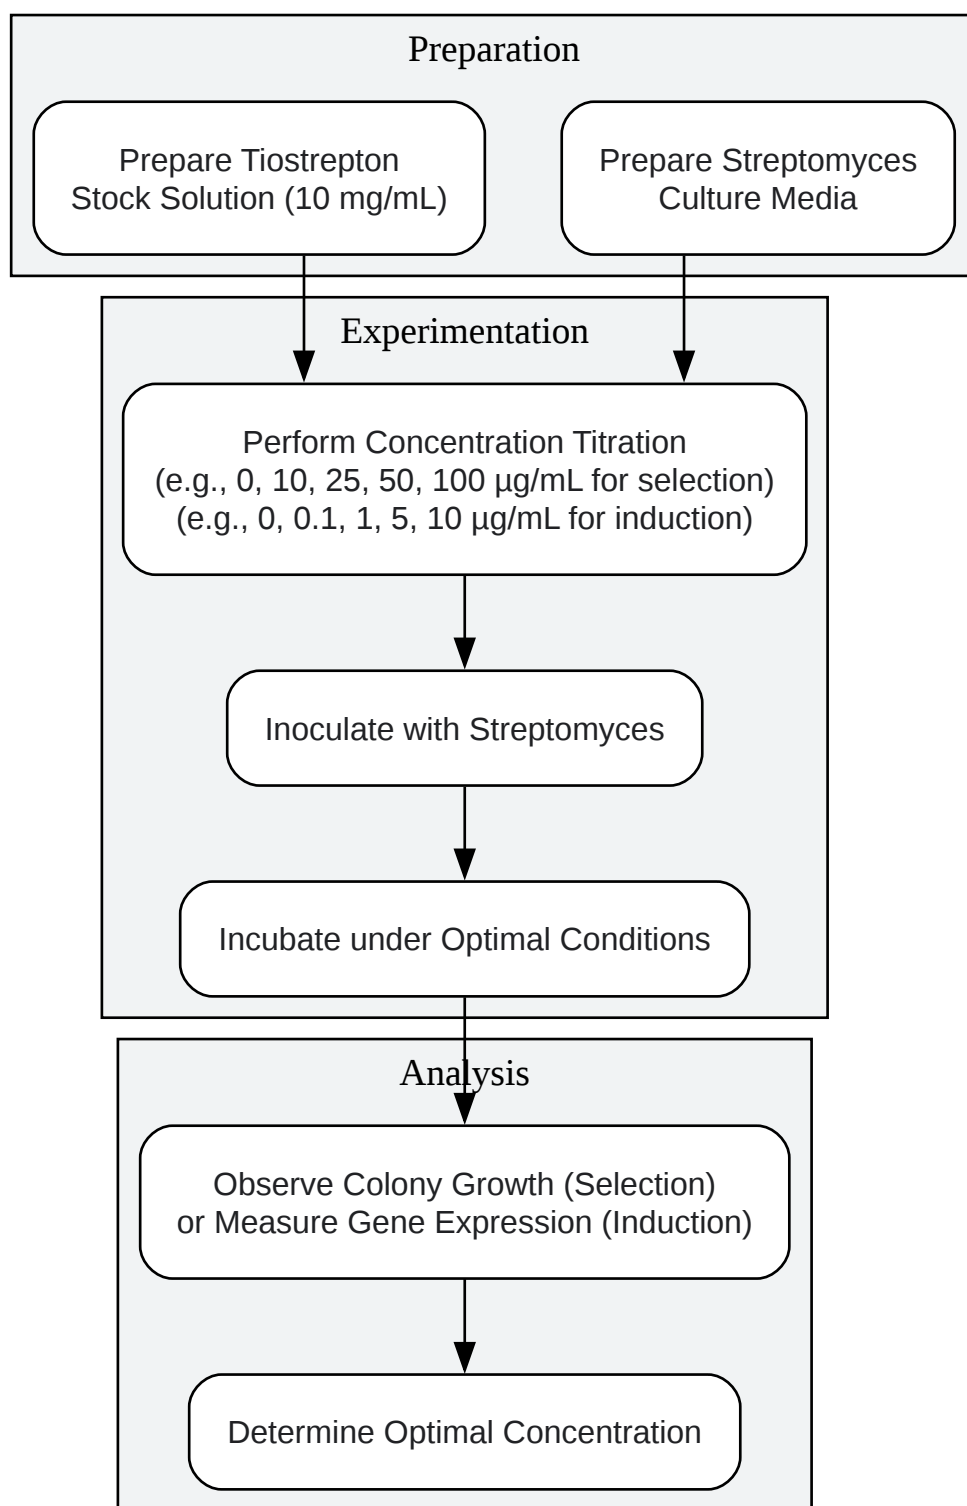 Preparation
Prepare Tiostrepton
Stock Solution (10 mg/mL)
Prepare Streptomyces
Culture Media
Experimentation
Perform Concentration Titration
(e.g., 0, 10, 25, 50, 100 µg/mL for selection)
(e.g., 0, 0.1, 1, 5, 10 µg/mL for induction)
Inoculate with Streptomyces
Incubate under Optimal Conditions
Analysis
Observe Colony Growth (Selection)
or Measure Gene Expression (Induction)
Determine Optimal Concentration